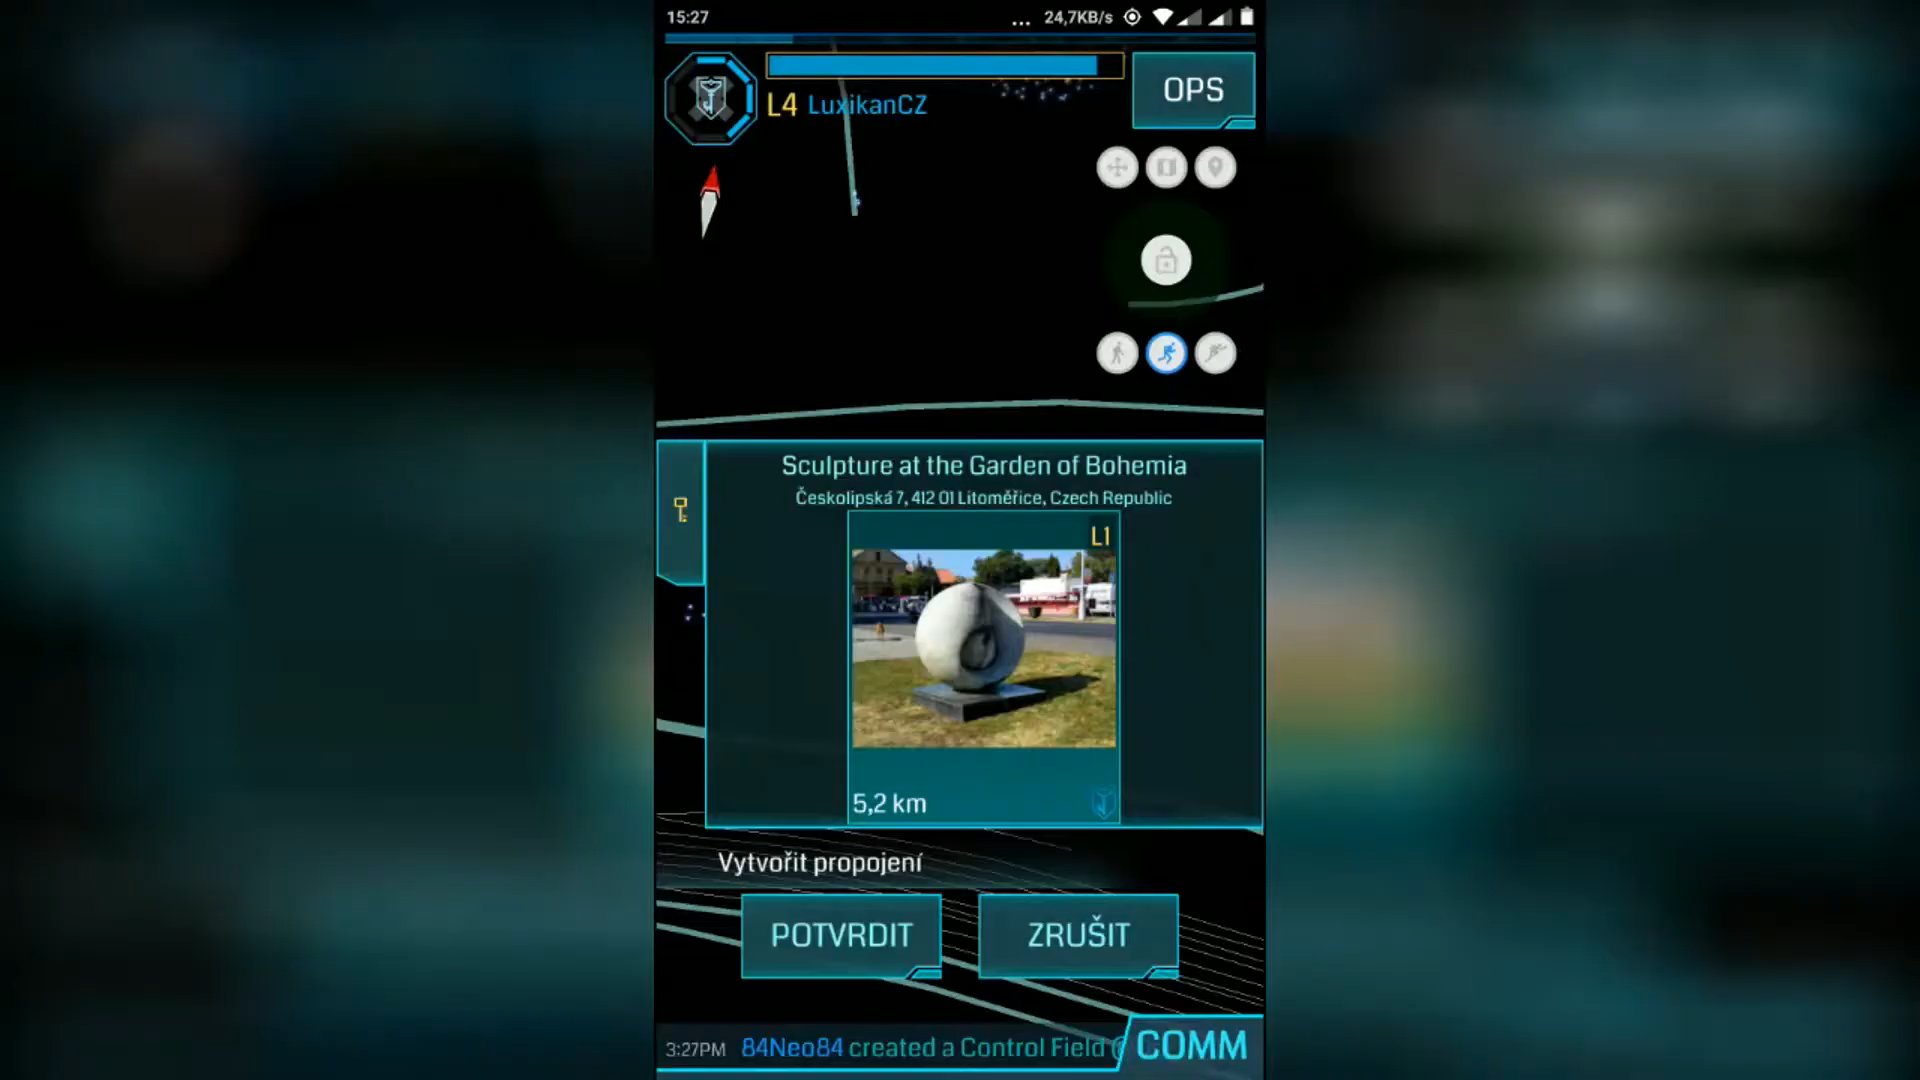 15:27
... 24,7KB/s
L4 LuxikanCZ
OPS
Sculpture at the Garden of Bohemia
Českolipská 7, 412 01 Litoměřice, Czech Republic
L1
5,2 km
Vytvořit propojení
POTVRDIT
ZRUŠIT
3:27PM 84Neo84 created a Control Field
COMM